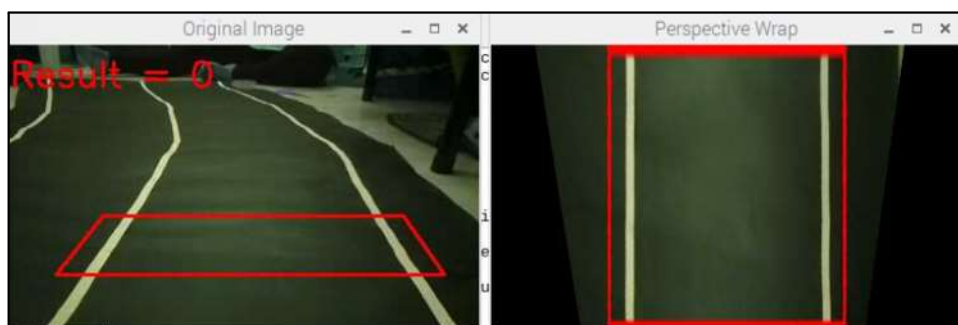 Original Image
Perspective Wrap
Result = 0
c
c
i
e
u